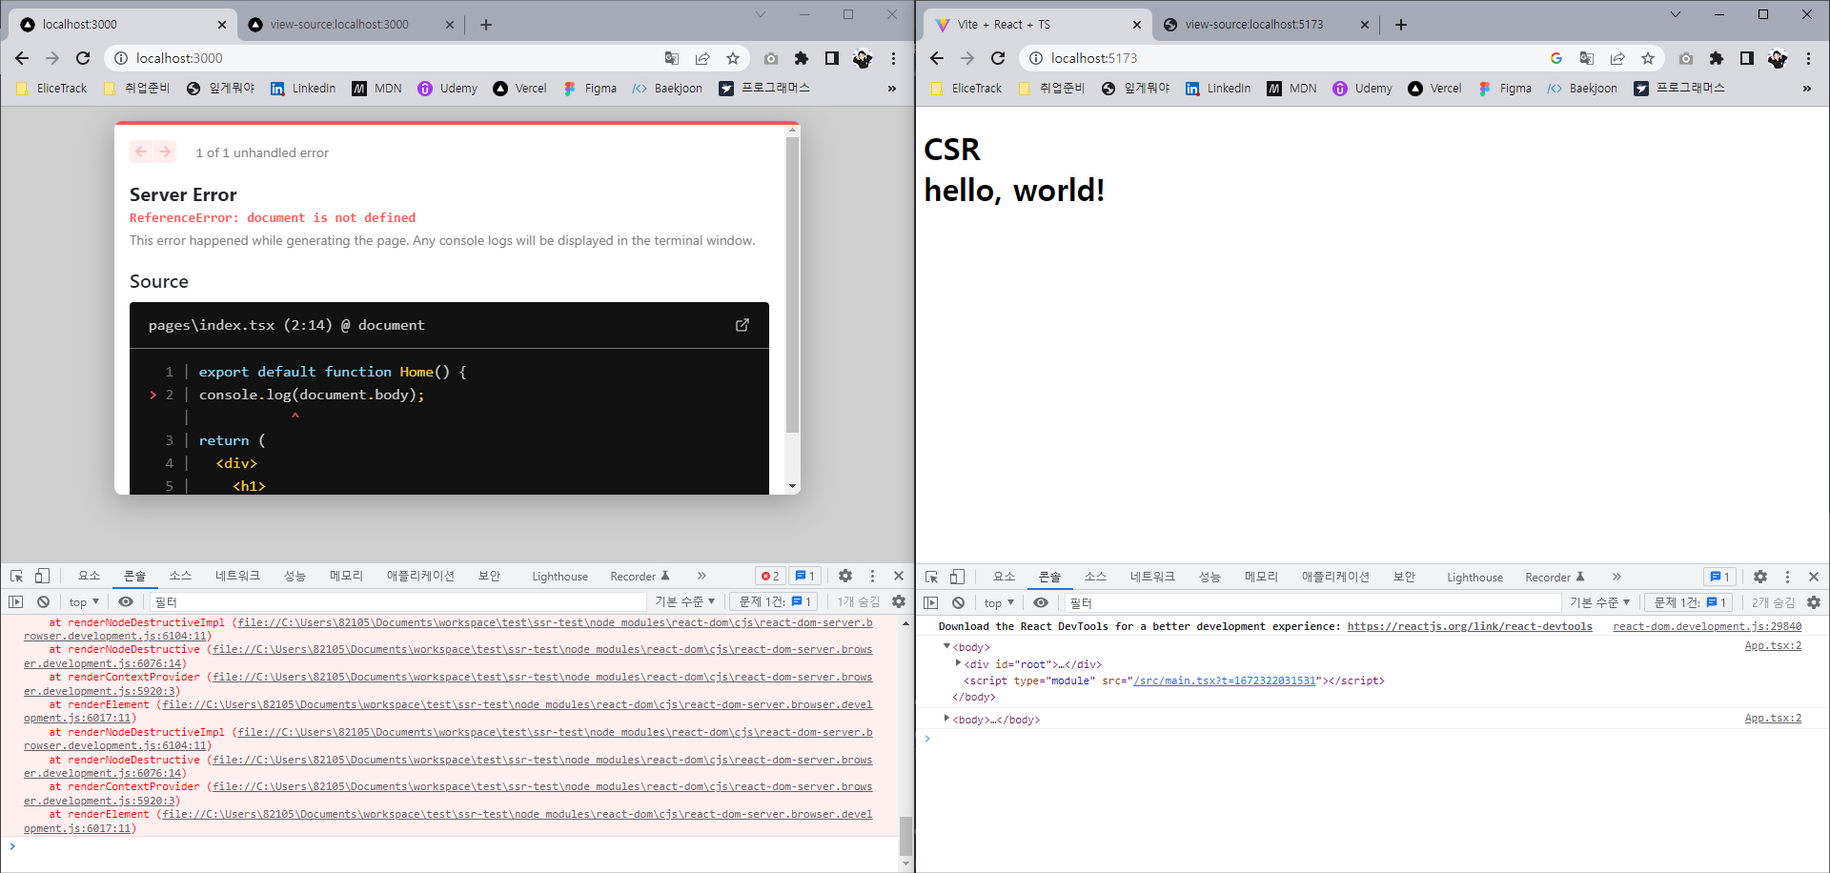 localhost:3000
view-source:localhost:3000
localhost:3000
EliceTrack 취업준비 잎게뭐야 LinkedIn MDN Udemy Vercel Figma Baekjoon 프로그래머스 »
1 of 1 unhandled error
Server Error
ReferenceError: document is not defined
This error happened while generating the page. Any console logs will be displayed in the terminal window.
Source
pages\index.tsx (2:14) @ document
1 | export default function Home() {
> 2 | console.log(document.body);
| ^
3 | return (
4 | <div>
5 | <h1>
요소 콘솔 소스 네트워크 성능 메모리 애플리케이션 보안 Lighthouse Recorder » 2 1
top ▼ 필터 기본 수준 ▼ 문제 1건: 1 1개 숨김
at renderNodeDestructiveImpl (file://C:\Users\82105\Documents\workspace\test\ssr-test\node_modules\react-dom\cjs\react-dom-server.b
rowser.development.js:6104:11)
at renderNodeDestructive (file://C:\Users\82105\Documents\workspace\test\ssr-test\node_modules\react-dom\cjs\react-dom-server.brows
er.development.js:6076:14)
at renderContextProvider (file://C:\Users\82105\Documents\workspace\test\ssr-test\node_modules\react-dom\cjs\react-dom-server.brows
er.development.js:5920:3)
at renderElement (file://C:\Users\82105\Documents\workspace\test\ssr-test\node_modules\react-dom\cjs\react-dom-server.browser.devel
opment.js:6017:11)
at renderNodeDestructiveImpl (file://C:\Users\82105\Documents\workspace\test\ssr-test\node_modules\react-dom\cjs\react-dom-server.b
rowser.development.js:6104:11)
at renderNodeDestructive (file://C:\Users\82105\Documents\workspace\test\ssr-test\node_modules\react-dom\cjs\react-dom-server.brows
er.development.js:6076:14)
at renderContextProvider (file://C:\Users\82105\Documents\workspace\test\ssr-test\node_modules\react-dom\cjs\react-dom-server.brows
er.development.js:5920:3)
at renderElement (file://C:\Users\82105\Documents\workspace\test\ssr-test\node_modules\react-dom\cjs\react-dom-server.browser.devel
opment.js:6017:11)
>
Vite + React + TS
view-source:localhost:5173
localhost:5173
EliceTrack 취업준비 잎게뭐야 LinkedIn MDN Udemy Vercel Figma Baekjoon 프로그래머스 »
CSR
hello, world!
요소 콘솔 소스 네트워크 성능 메모리 애플리케이션 보안 Lighthouse Recorder » 1
top ▼ 필터 기본 수준 ▼ 문제 1건: 1 2개 숨김
Download the React DevTools for a better development experience: https://reactjs.org/link/react-devtools react-dom.development.js:29840
▼<body> App.tsx:2
▶<div id="root">…</div>
<script type="module" src="/src/main.tsx?t=1672322031531"></script>
</body>
▶<body>…</body> App.tsx:2
>